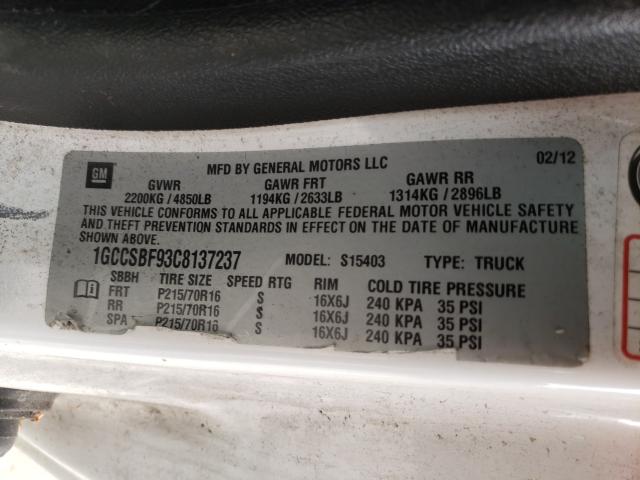 GM
MFD BY GENERAL MOTORS LLC 02/12
GVWR GAWR FRT GAWR RR
2200KG / 4850LB 1194KG / 2633LB 1314KG / 2896LB
THIS VEHICLE CONFORMS TO ALL APPLICABLE FEDERAL MOTOR VEHICLE SAFETY
AND THEFT PREVENTION STANDARDS IN EFFECT ON THE DATE OF MANUFACTURE
SHOWN ABOVE.
1GCCSBF93C8137237 MODEL: S15403 TYPE: TRUCK
SBBH TIRE SIZE SPEED RTG RIM COLD TIRE PRESSURE
FRT P215/70R16 S 16X6J 240 KPA 35 PSI
RR P215/70R16 S 16X6J 240 KPA 35 PSI
SPA P215/70R16 S 16X6J 240 KPA 35 PSI